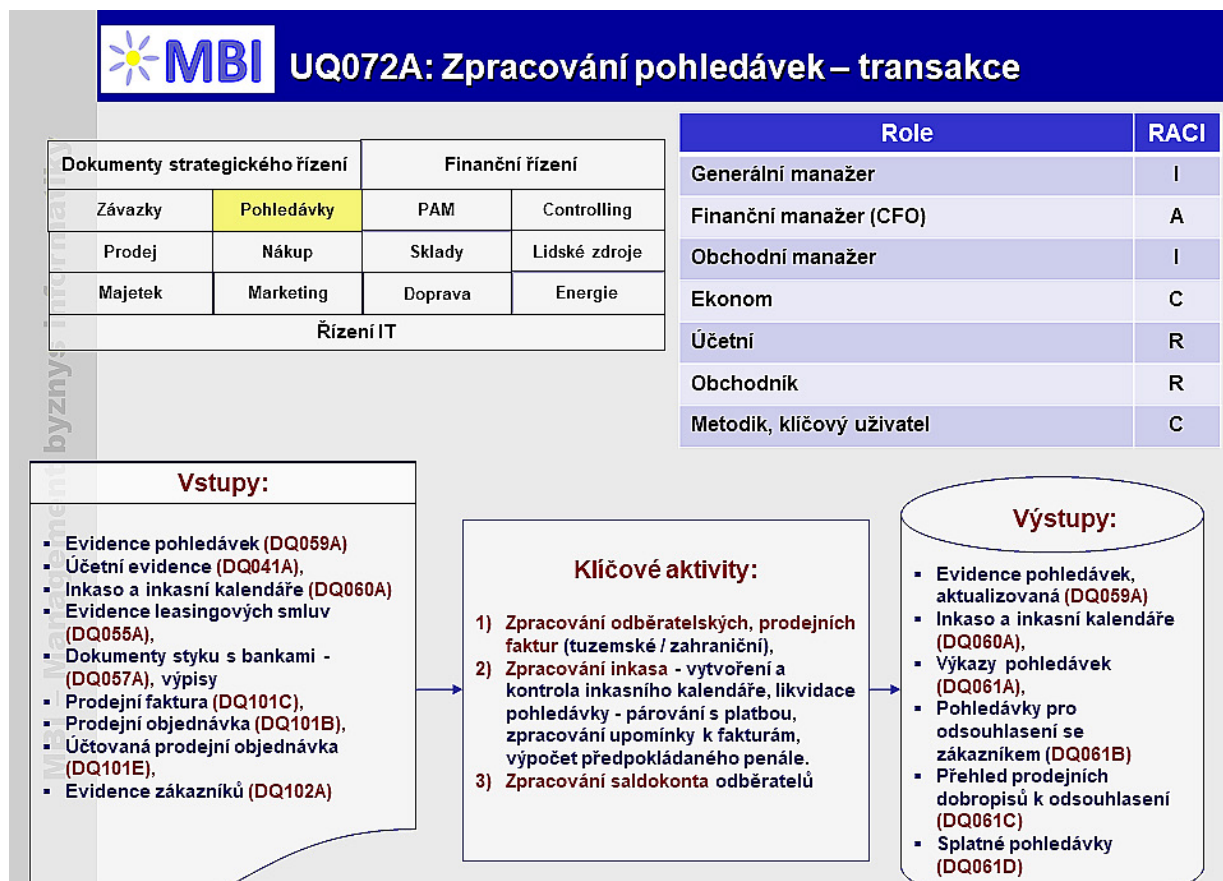 MBI
UQ072A: Zpracování pohledávek – transakce
Dokumenty strategického řízení Finanční řízení
Závazky Pohledávky PAM Controlling
Prodej Nákup Sklady Lidské zdroje
Majetek Marketing Doprava Energie
Řízení IT
Role RACI
Generální manažer I
Finanční manažer (CFO) A
Obchodní manažer I
Ekonom C
Účetní R
Obchodník R
Metodik, klíčový uživatel C
MBI – Management byznys informatiky
Vstupy:
▪ Evidence pohledávek (DQ059A)
▪ Účetní evidence (DQ041A),
▪ Inkaso a inkasní kalendáře (DQ060A)
▪ Evidence leasingových smluv
(DQ055A),
▪ Dokumenty styku s bankami -
(DQ057A), výpisy
▪ Prodejní faktura (DQ101C),
▪ Prodejní objednávka (DQ101B),
▪ Účtovaná prodejní objednávka
(DQ101E),
▪ Evidence zákazníků (DQ102A)
Klíčové aktivity:
1) Zpracování odběratelských, prodejních
faktur (tuzemské / zahraniční),
2) Zpracování inkasa - vytvoření a
kontrola inkasního kalendáře, likvidace
pohledávky - párování s platbou,
zpracování upomínky k fakturám,
výpočet předpokládaného penále.
3) Zpracování saldokonta odběratelů
Výstupy:
▪ Evidence pohledávek,
aktualizovaná (DQ059A)
▪ Inkaso a inkasní kalendáře
(DQ060A),
▪ Výkazy pohledávek
(DQ061A),
▪ Pohledávky pro
odsouhlasení se
zákazníkem (DQ061B)
▪ Přehled prodejních
dobropisů k odsouhlasení
(DQ061C)
▪ Splatné pohledávky
(DQ061D)